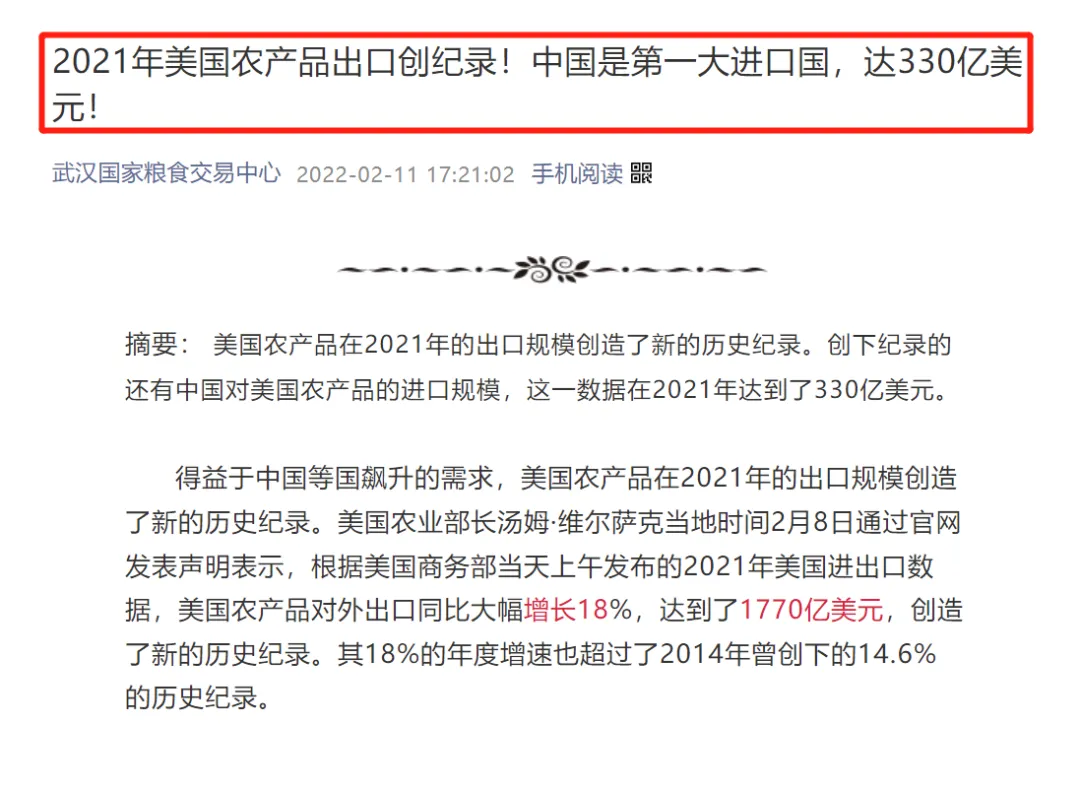 2021年美国农产品出口创纪录！中国是第一大进口国，达330亿美
元！
武汉国家粮食交易中心 2022-02-11 17:21:02 手机阅读
摘要： 美国农产品在2021年的出口规模创造了新的历史纪录。创下纪录的
还有中国对美国农产品的进口规模，这一数据在2021年达到了330亿美元。
得益于中国等国飙升的需求，美国农产品在2021年的出口规模创造
了新的历史纪录。美国农业部长汤姆·维尔萨克当地时间2月8日通过官网
发表声明表示，根据美国商务部当天上午发布的2021年美国进出口数
据，美国农产品对外出口同比大幅增长18%，达到了1770亿美元，创造
了新的历史纪录。其18%的年度增速也超过了2014年曾创下的14.6%
的历史纪录。